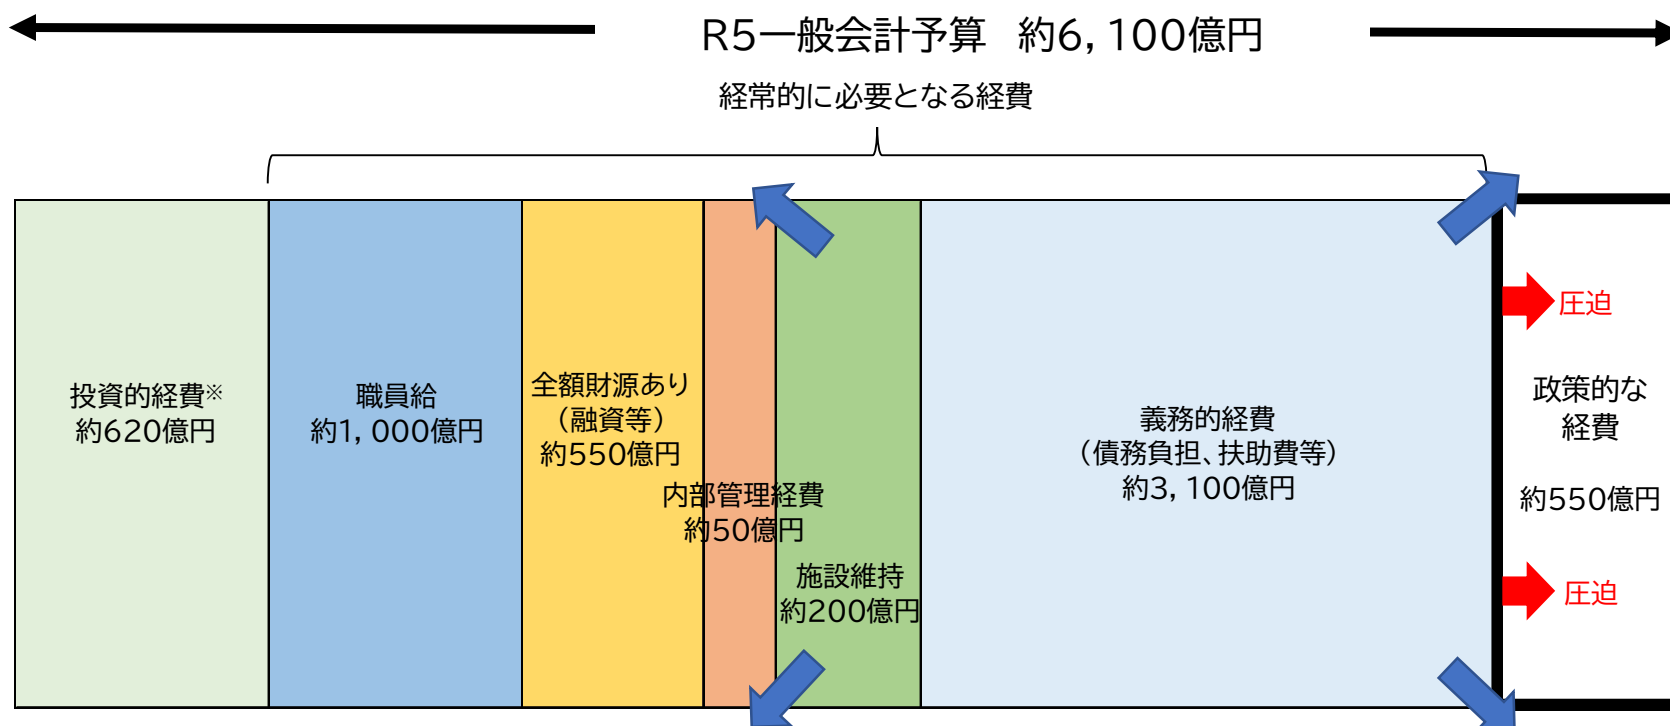 R5一般会計予算　約6，100億円
経常的に必要となる経費
投資的経費※
約620億円
職員給
約1，000億円
全額財源あり
（融資等）
約550億円
内部管理経費
約50億円
施設維持
約200億円
義務的経費
（債務負担、扶助費等）
約3，100億円
圧迫
政策的な
経費
約550億円
圧迫